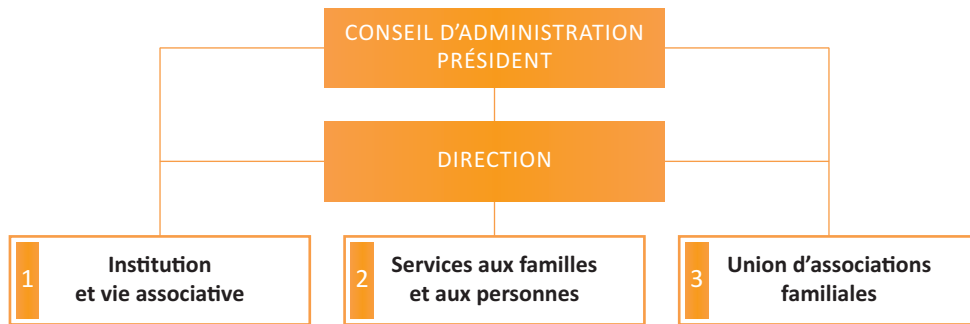 CONSEIL D'ADMINISTRATION
PRÉSIDENT
DIRECTION
1
Institution
et vie associative
2
Services aux familles
et aux personnes
3
Union d'associations
familiales